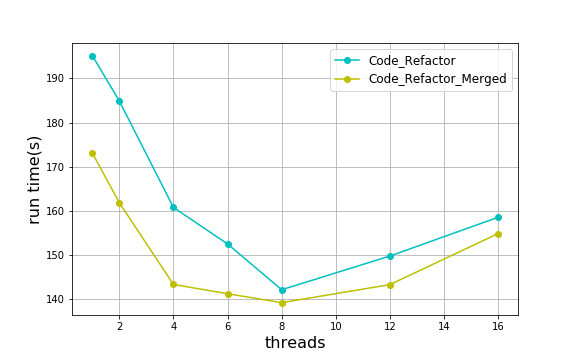 Code_Refactor
Code_Refactor_Merged
run time(s)
190
180
170
160
150
140
2 4 6 8 10 12 14 16
threads